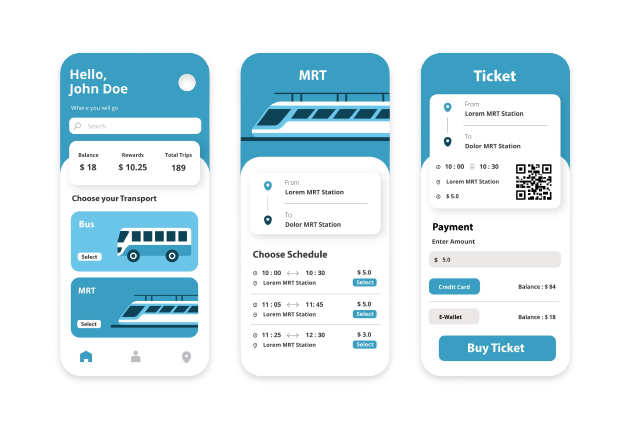 Hello,
John Doe
Where you will go
Search
Balance Rewards Total Trips
$ 18 $ 10.25 189
Choose your Transport
Bus
Select
MRT
Select
MRT
From
Lorem MRT Station
To
Dolor MRT Station
Choose Schedule
10 : 00 10 : 30 $ 5.0
Lorem MRT Station Select
11 : 05 11 : 45 $ 5.0
Lorem MRT Station Select
11 : 25 12 : 30 $ 3.0
Lorem MRT Station Select
Ticket
From
Lorem MRT Station
To
Dolor MRT Station
10 : 00 10 : 30
Lorem MRT Station
$ 5.0
Payment
Enter Amount
$ 5.0
Credit Card Balance : $ 84
E-Wallet Balance : $ 18
Buy Ticket